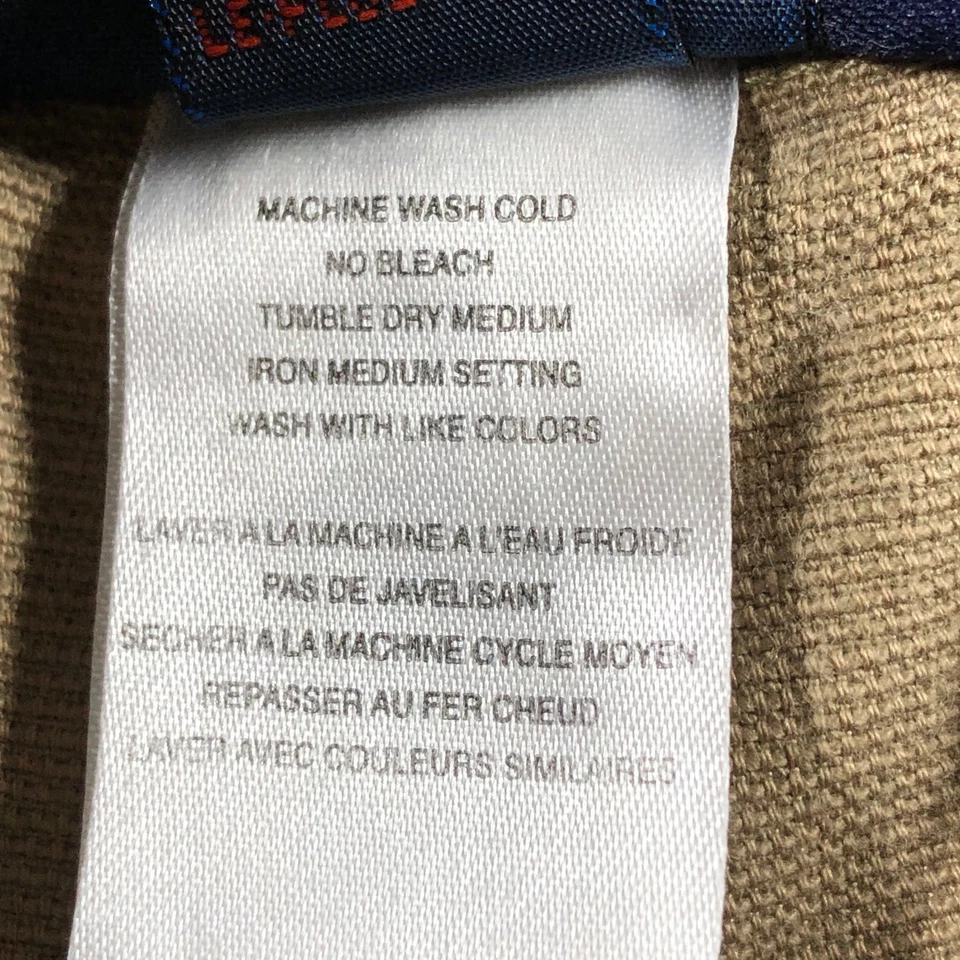 MACHINE WASH COLD
NO BLEACH
TUMBLE DRY MEDIUM
IRON MEDIUM SETTING
WASH WITH LIKE COLORS
LAVER A LA MACHINE A L'EAU FROIDE
PAS DE JAVELISANT
SECHER A LA MACHINE CYCLE MOYEN
REPASSER AU FER CHEUD
LAVER AVEC COULEURS SIMILAIRES